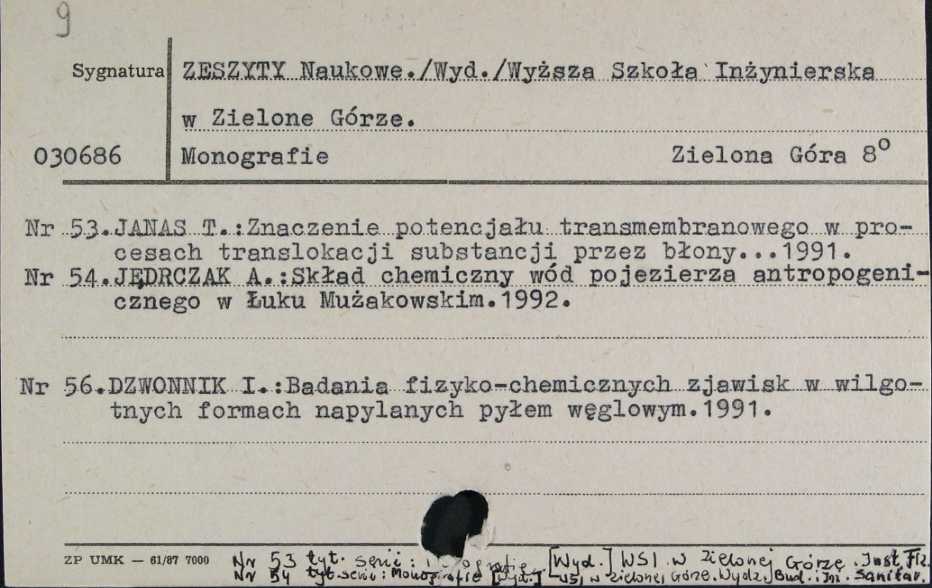 9
Sygnatura
ZESZYTY Naukowe./Wyd./Wyższa Szkoła Inżynierska
w Zielone Górze.
030686
Monografie
Zielona Góra 8⁰
Nr 53.JANAS T.:Znaczenie potencjału transmembranowego w pro-
cesach translokacji substancji przez błony...1991.
Nr 54.JĘDRCZAK A.:Skład chemiczny wód pojezierza antropogeni-
cznego w Łuku Mużakowskim.1992.
Nr 56.DZWONNIK I.:Badania fizyko-chemicznych zjawisk w wilgo-
tnych formach napylanych pyłem węglowym.1991.
ZP UMK — 61/87 7000
Nr 53 tyt. serii: [Wyd.] WSI w Zielonej Górze. Inst. Fiz.
Nr 54 tyt. serii: Monografie [Wyd.] WSI w Zielonej Górze. Wydz. Bud. i In. Sanitar.